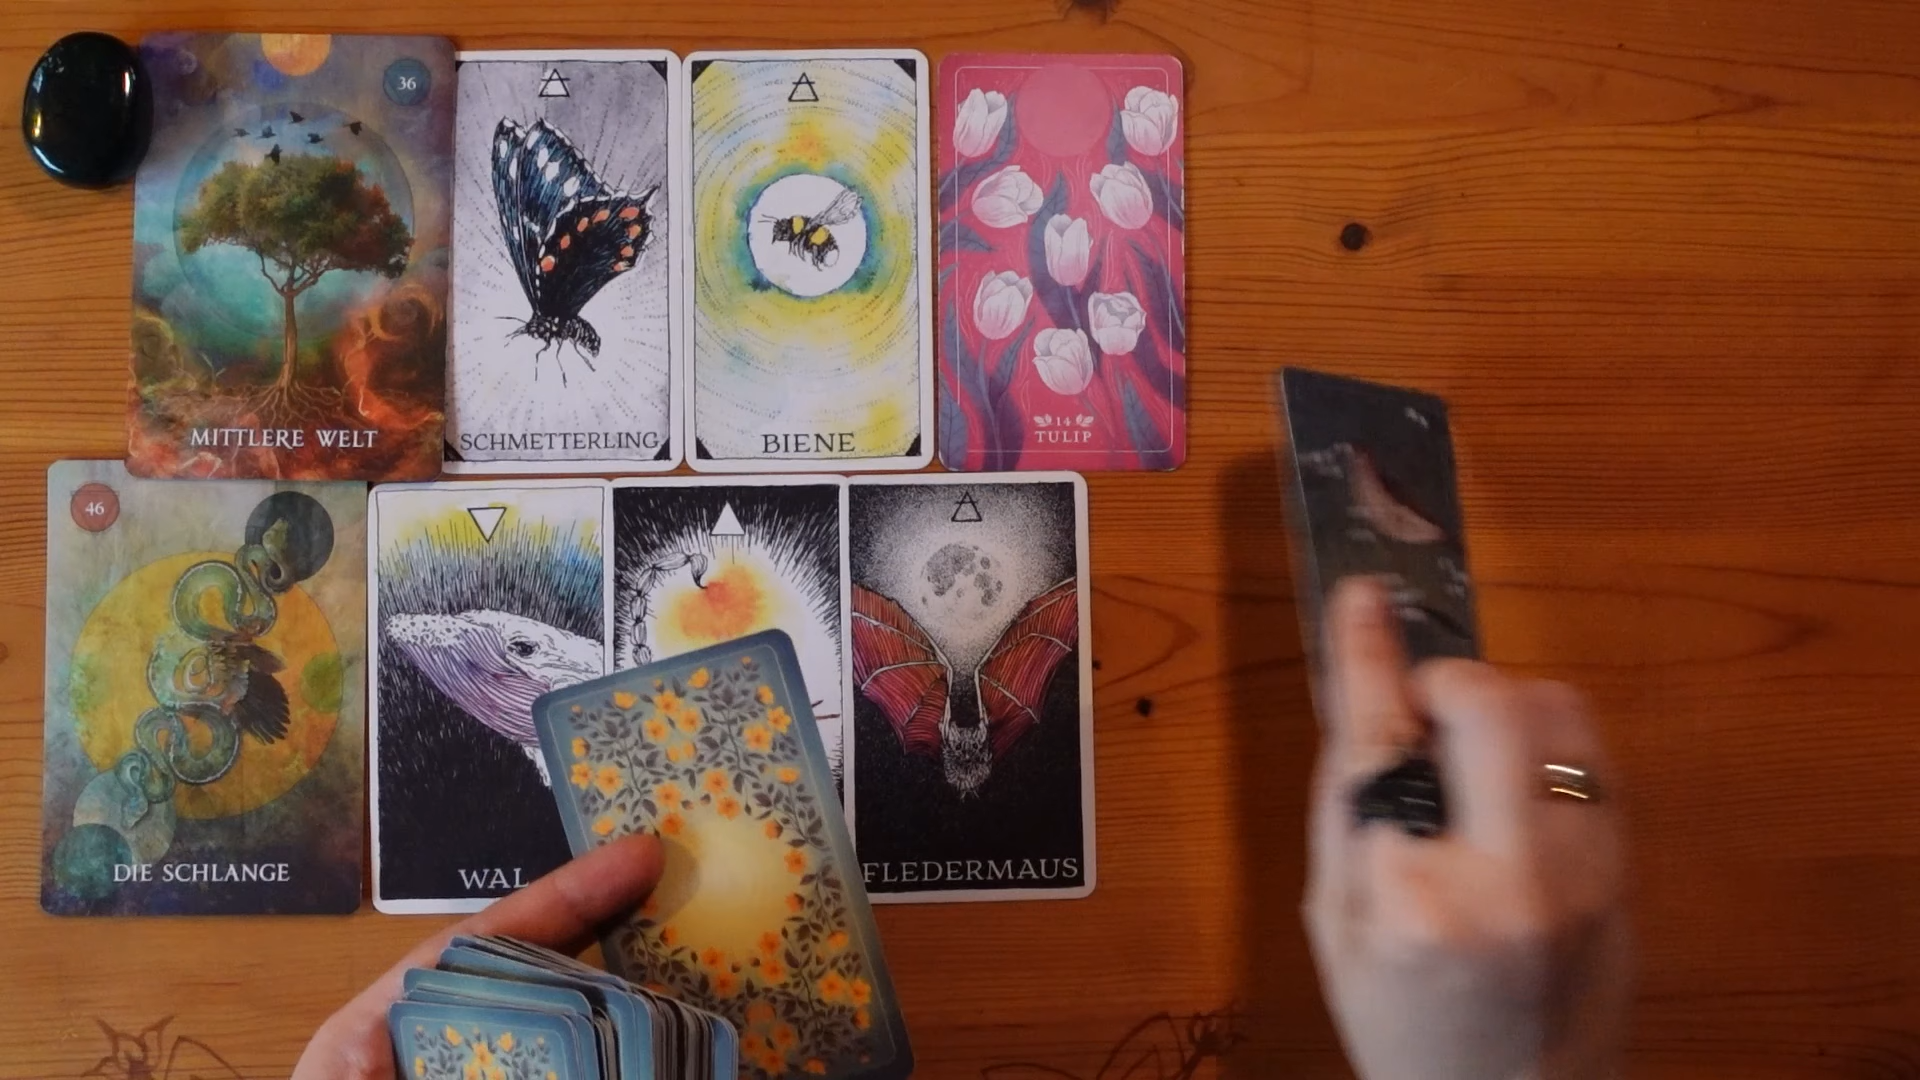 36
MITTLERE WELT
SCHMETTERLING
BIENE
14
TULIP
46
DIE SCHLANGE
WAL
FLEDERMAUS